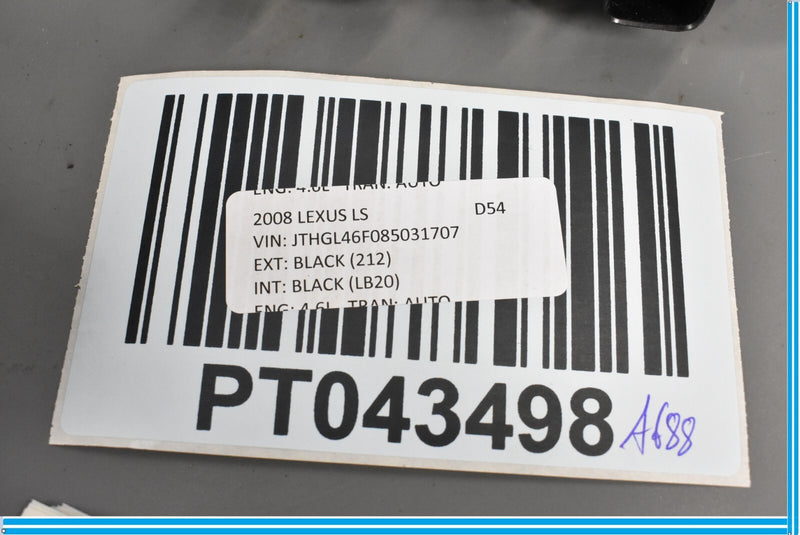 ENG: 4.6L TRAN: AUTO
2008 LEXUS LS D54
VIN: JTHGL46F085031707
EXT: BLACK (212)
INT: BLACK (LB20)
ENG: 4.6L TRAN: AUTO
PT043498
A688